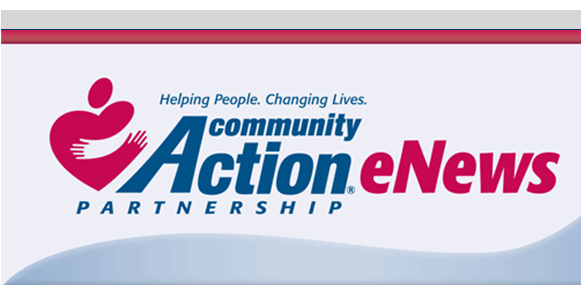 Helping People. Changing Lives.
community
Action® eNews
PARTNERSHIP